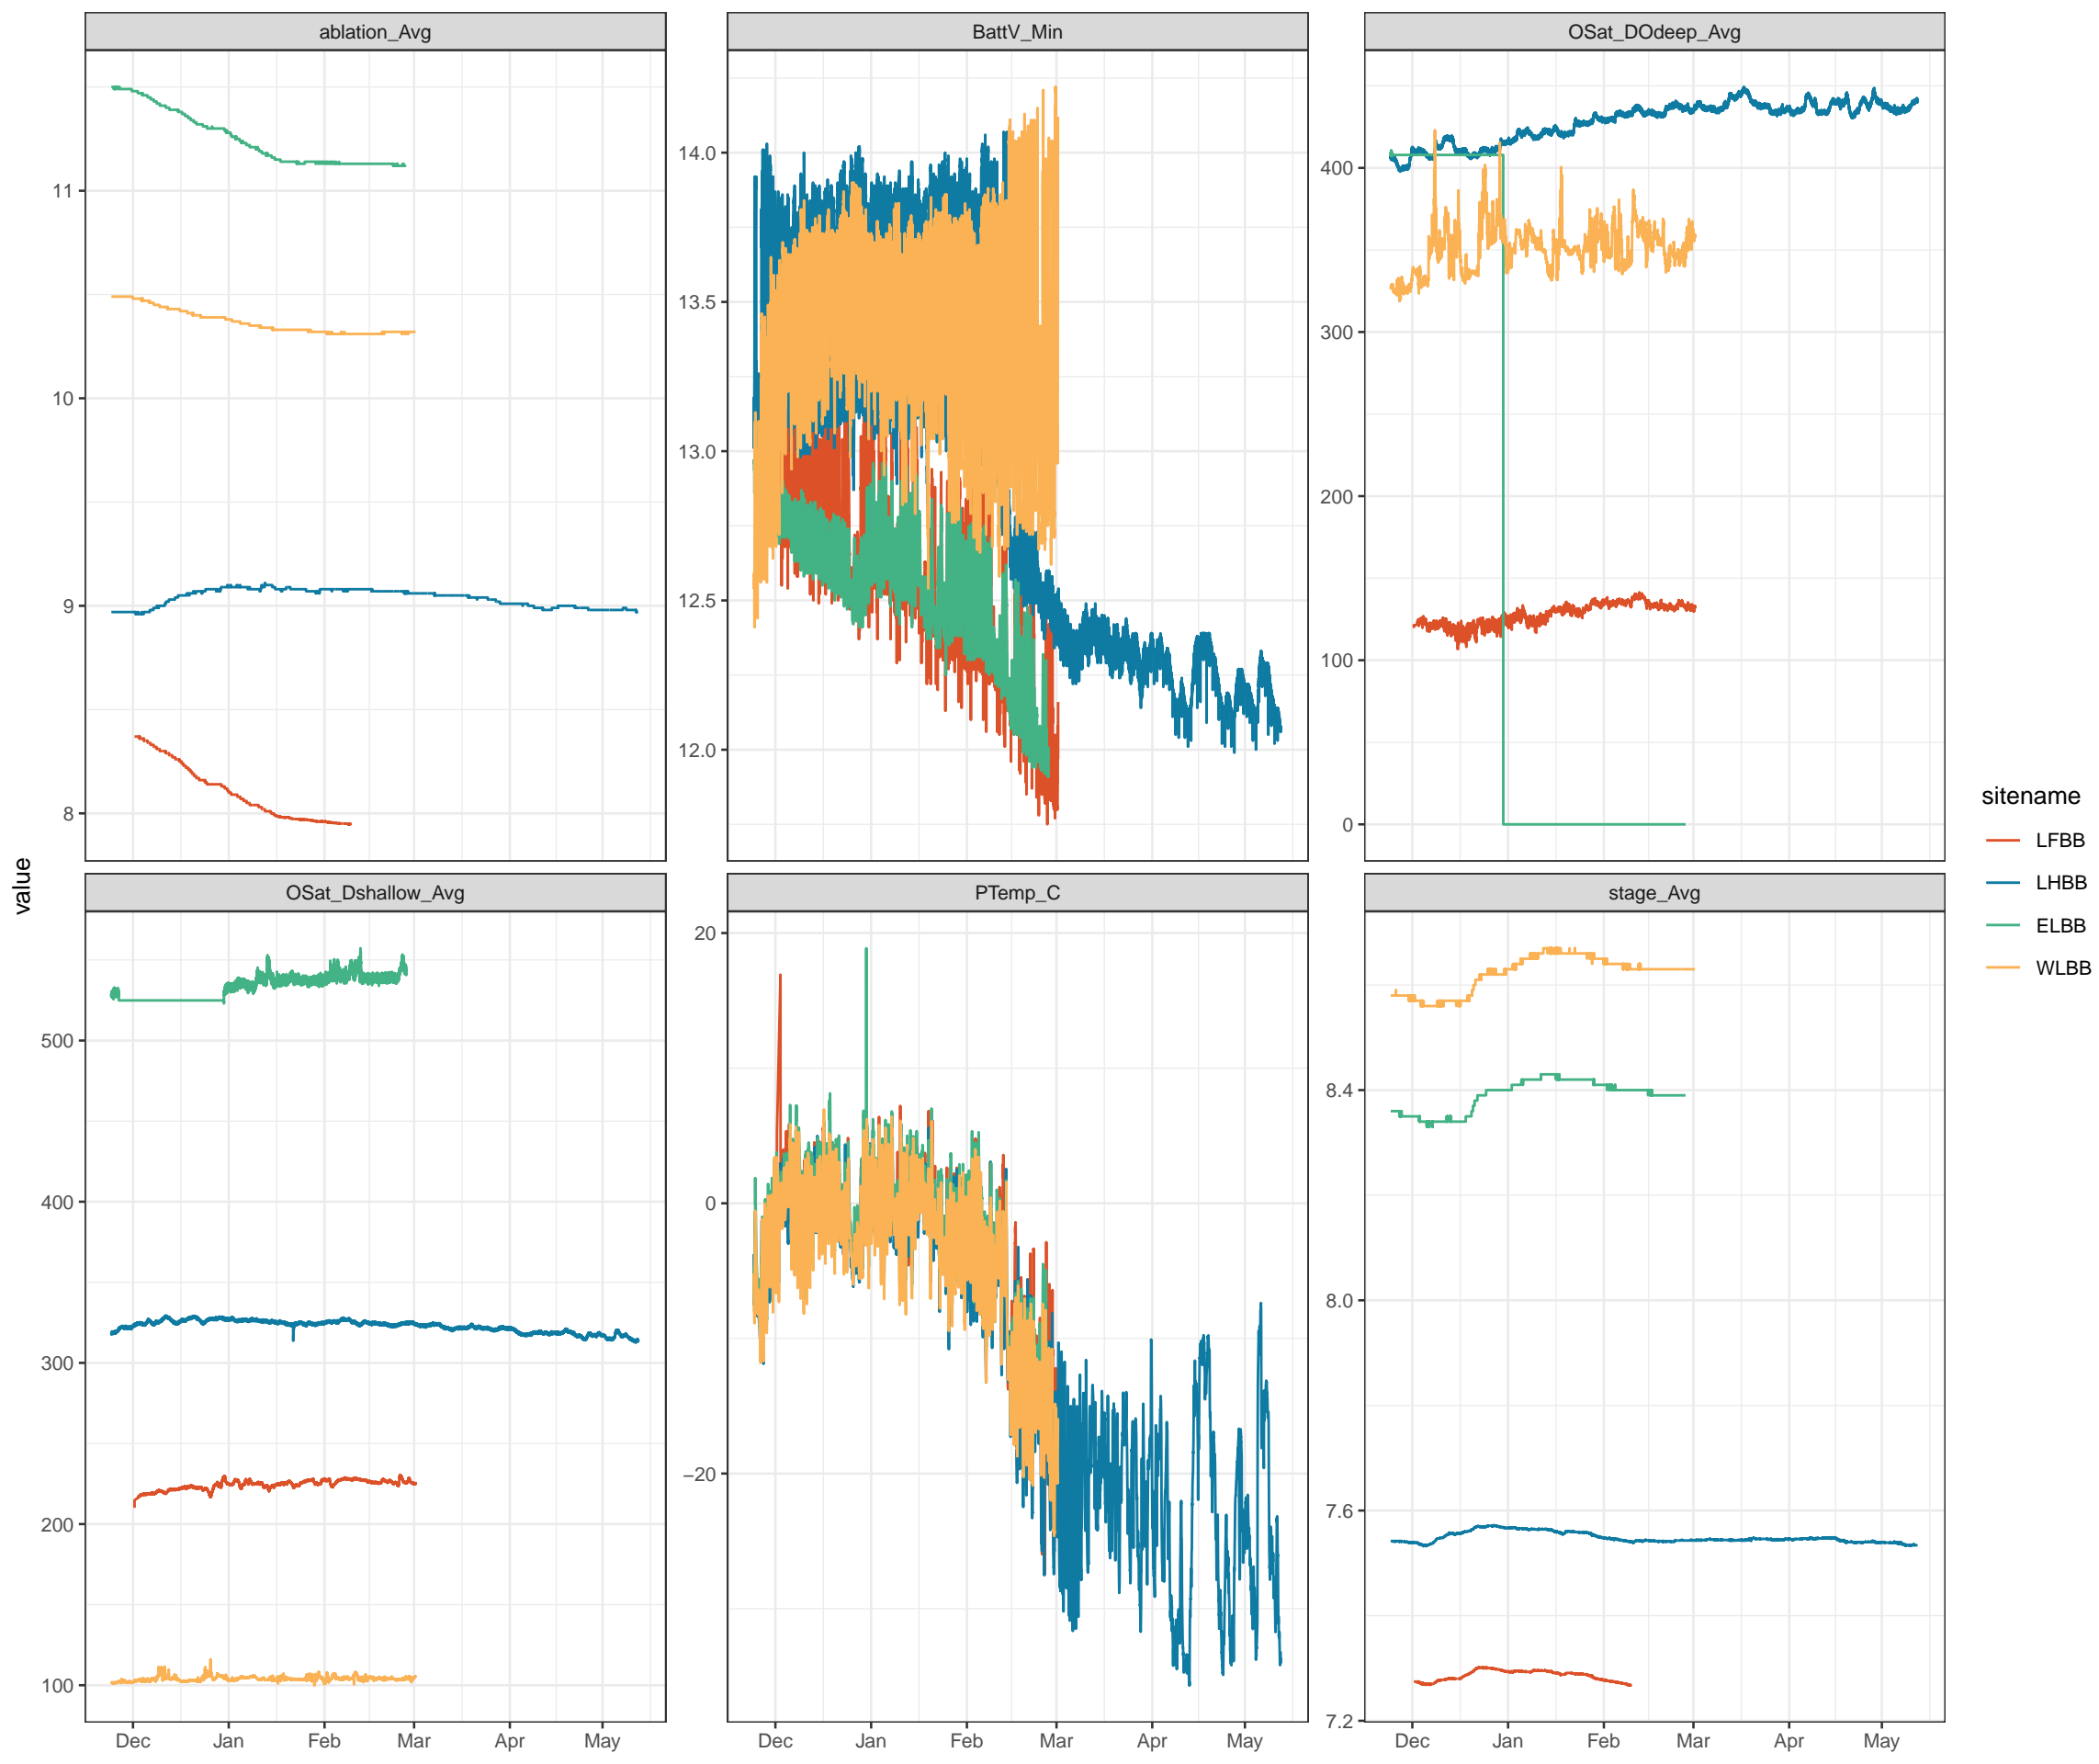 ablation_Avg
BattV_Min
OSat_DOdeep_Avg
11
10
9
8
14.0
13.5
13.0
12.5
12.0
400
300
200
100
0
value
OSat_Dshallow_Avg
PTemp_C
stage_Avg
500
400
300
200
100
20
0
−20
8.4
8.0
7.6
7.2
Dec Jan Feb Mar Apr May
Dec Jan Feb Mar Apr May
Dec Jan Feb Mar Apr May
sitename
LFBB
LHBB
ELBB
WLBB